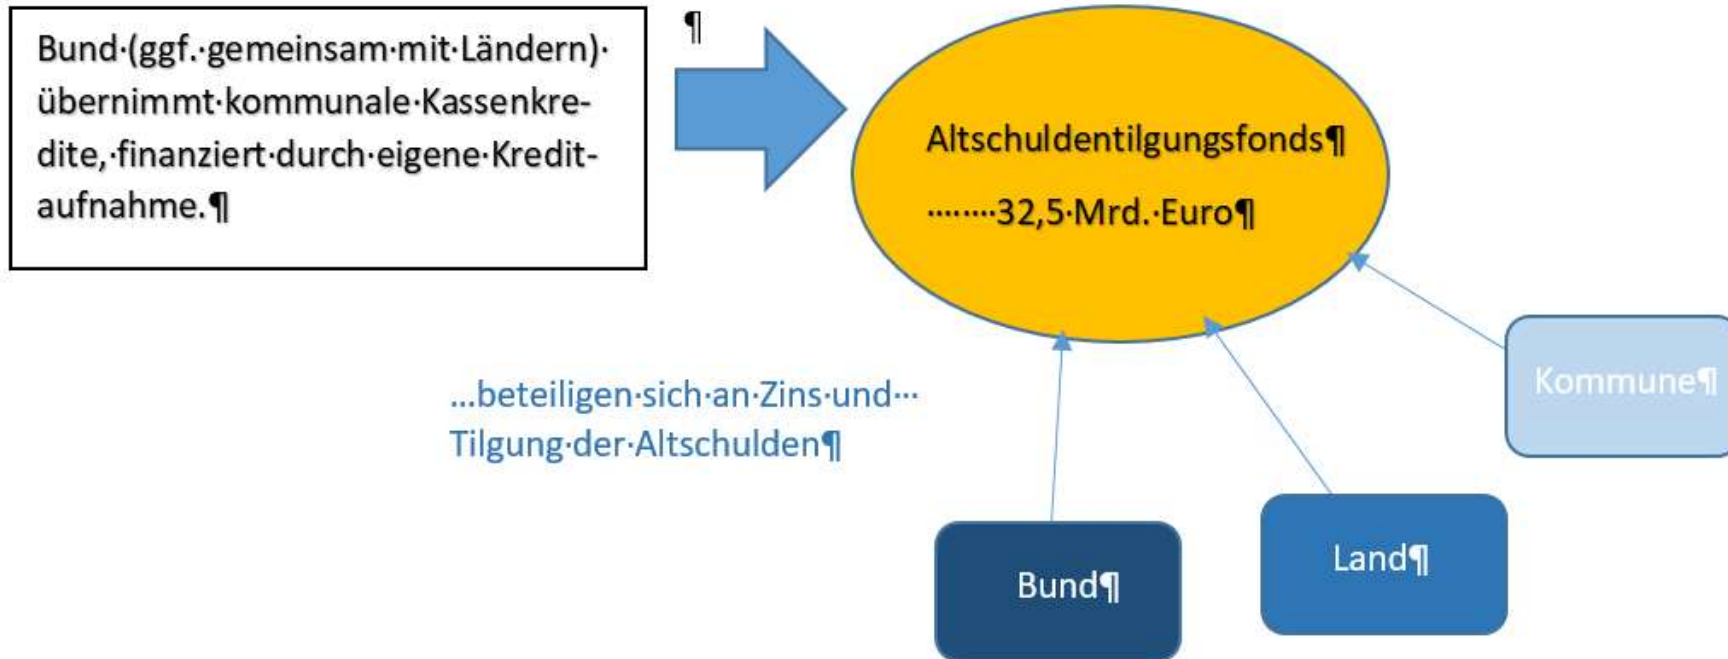 Bund·(ggf.·gemeinsam·mit·Ländern)·
übernimmt·kommunale·Kassenkre-
dite,·finanziert·durch·eigene·Kredit-
aufnahme.¶
¶
Altschuldentilgungsfonds¶
········32,5·Mrd.·Euro¶
...beteiligen·sich·an·Zins·und···
Tilgung·der·Altschulden¶
Kommune¶
Land¶
Bund¶